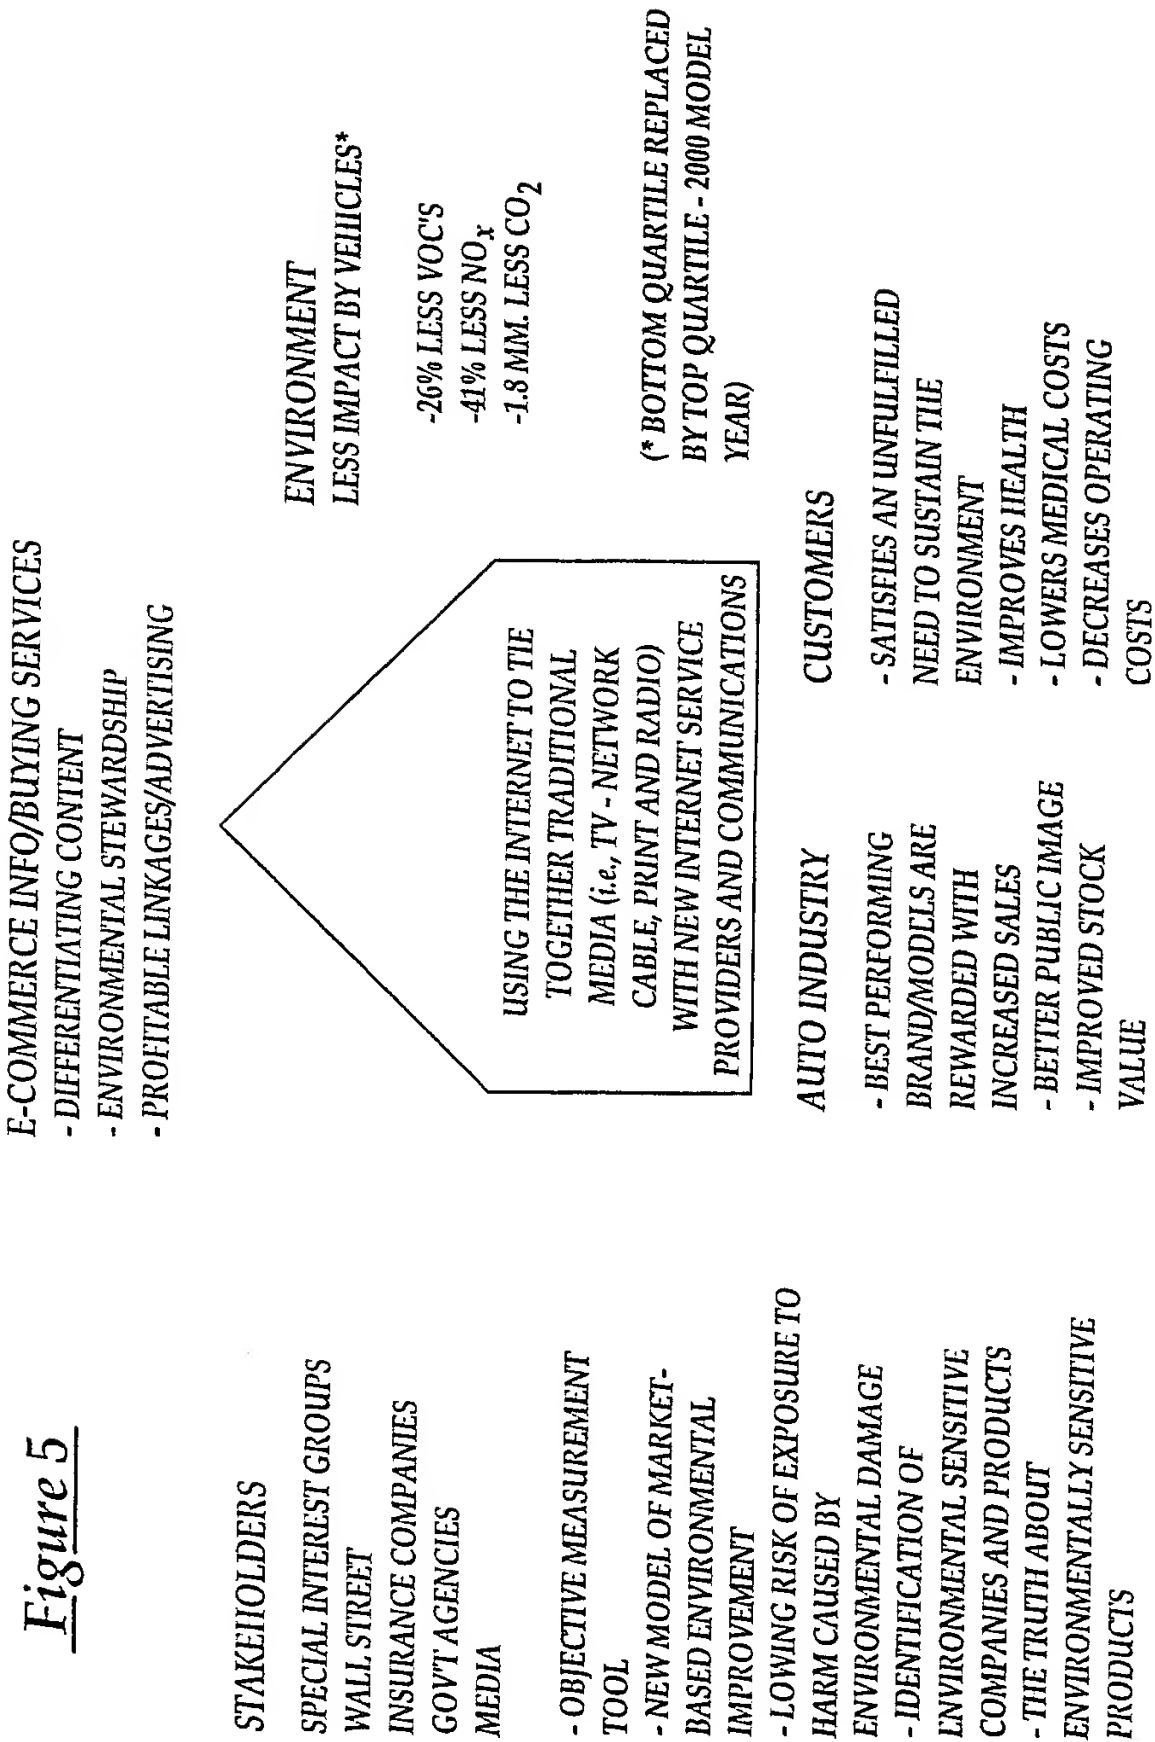 Figure 5
E-COMMERCE INFO/BUYING SERVICES
- DIFFERENTIATING CONTENT
- ENVIRONMENTAL STEWARDSHIP
- PROFITABLE LINKAGES/ADVERTISING
STAKEHOLDERS
SPECIAL INTEREST GROUPS
WALL STREET
INSURANCE COMPANIES
GOV'T AGENCIES
MEDIA
- OBJECTIVE MEASUREMENT
TOOL
- NEW MODEL OF MARKET-
BASED ENVIRONMENTAL
IMPROVEMENT
- LOWING RISK OF EXPOSURE TO
HARM CAUSED BY
ENVIRONMENTAL DAMAGE
- IDENTIFICATION OF
ENVIRONMENTAL SENSITIVE
COMPANIES AND PRODUCTS
- THE TRUTH ABOUT
ENVIRONMENTALLY SENSITIVE
PRODUCTS
USING THE INTERNET TO TIE
TOGETHER TRADITIONAL
MEDIA (i.e., TV - NETWORK
CABLE, PRINT AND RADIO)
WITH NEW INTERNET SERVICE
PROVIDERS AND COMMUNICATIONS
ENVIRONMENT
LESS IMPACT BY VEHICLES*
-26% LESS VOC'S
-41% LESS NOx
-1.8 MM. LESS CO2
(* BOTTOM QUARTILE REPLACED
BY TOP QUARTILE - 2000 MODEL
YEAR)
AUTO INDUSTRY
- BEST PERFORMING
BRAND/MODELS ARE
REWARDED WITH
INCREASED SALES
- BETTER PUBLIC IMAGE
- IMPROVED STOCK
VALUE
CUSTOMERS
- SATISFIES AN UNFULFILLED
NEED TO SUSTAIN THE
ENVIRONMENT
- IMPROVES HEALTH
- LOWERS MEDICAL COSTS
- DECREASES OPERATING
COSTS